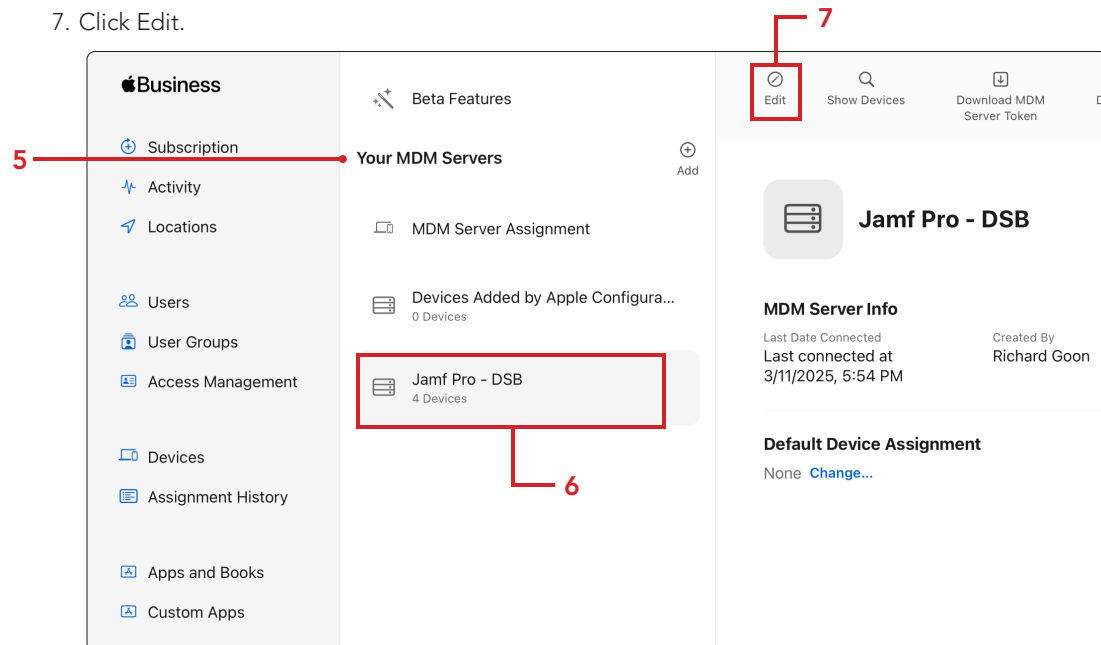 7. Click Edit.
7
Business
Subscription
Activity
Locations
Users
User Groups
Access Management
Devices
Assignment History
Apps and Books
Custom Apps
5
Beta Features
Your MDM Servers
Add
MDM Server Assignment
Devices Added by Apple Configura...
0 Devices
Jamf Pro - DSB
4 Devices
6
Edit
Show Devices
Download MDM
Server Token
D
Jamf Pro - DSB
MDM Server Info
Last Date Connected
Last connected at
3/11/2025, 5:54 PM
Created By
Richard Goon
Default Device Assignment
None Change...